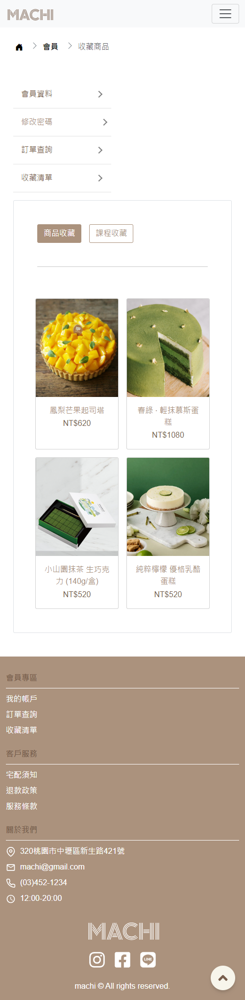 MACHI
會員
收藏商品
會員資料
修改密碼
訂單查詢
收藏清單
商品收藏
課程收藏
鳳梨芒果起司塔
NT$620
春綠 · 輕抹慕斯蛋
糕
NT$1080
小山園抹茶 生巧克
力 (140g/盒)
NT$520
純粹檸檬 優格乳酪
蛋糕
NT$520
會員專區
我的帳戶
訂單查詢
收藏清單
客戶服務
宅配須知
退款政策
服務條款
關於我們
320桃園市中壢區新生路421號
machi@gmail.com
(03)452-1234
12:00-20:00
MACHI
LINE
machi © All rights reserved.